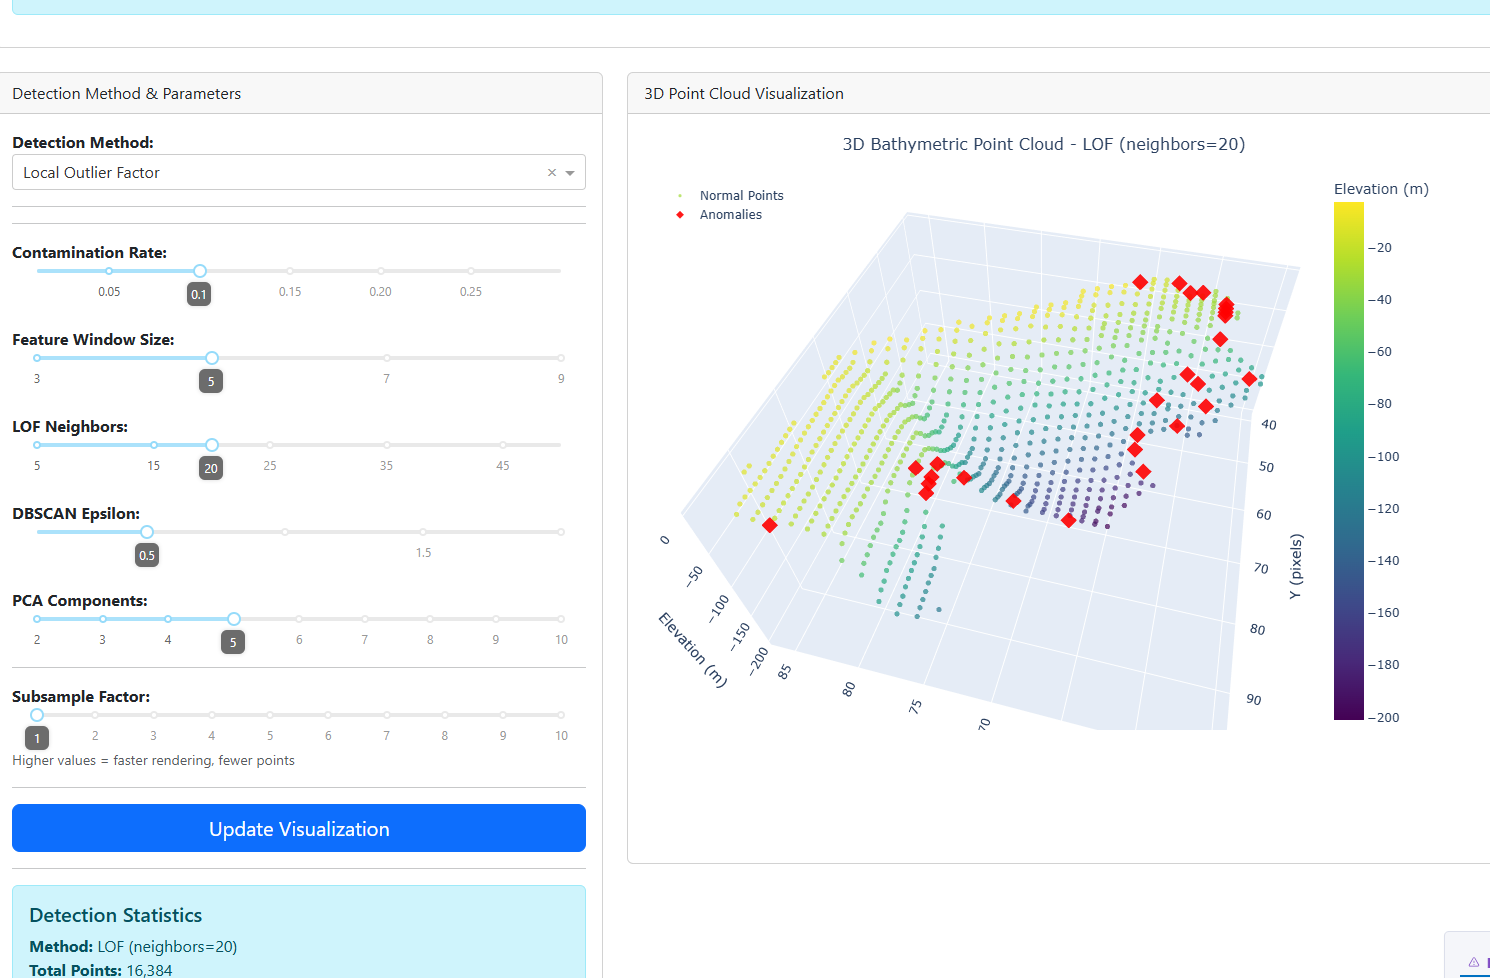 Detection Method & Parameters
Detection Method:
Local Outlier Factor
Contamination Rate:
0.05 0.1 0.15 0.20 0.25
Feature Window Size:
3 5 7 9
LOF Neighbors:
5 15 20 25 35 45
DBSCAN Epsilon:
0.5 1.5
PCA Components:
2 3 4 5 6 7 8 9 10
Subsample Factor:
1 2 3 4 5 6 7 8 9 10
Higher values = faster rendering, fewer points
Update Visualization
Detection Statistics
Method: LOF (neighbors=20)
Total Points: 16,384
3D Point Cloud Visualization
3D Bathymetric Point Cloud - LOF (neighbors=20)
Normal Points
Anomalies
Elevation (m)
−20
−40
−60
−80
−100
−120
−140
−160
−180
−200
40
50
60
70
80
90
Y (pixels)
0
−50
−100
−150
−200
Elevation (m)
85
80
75
70